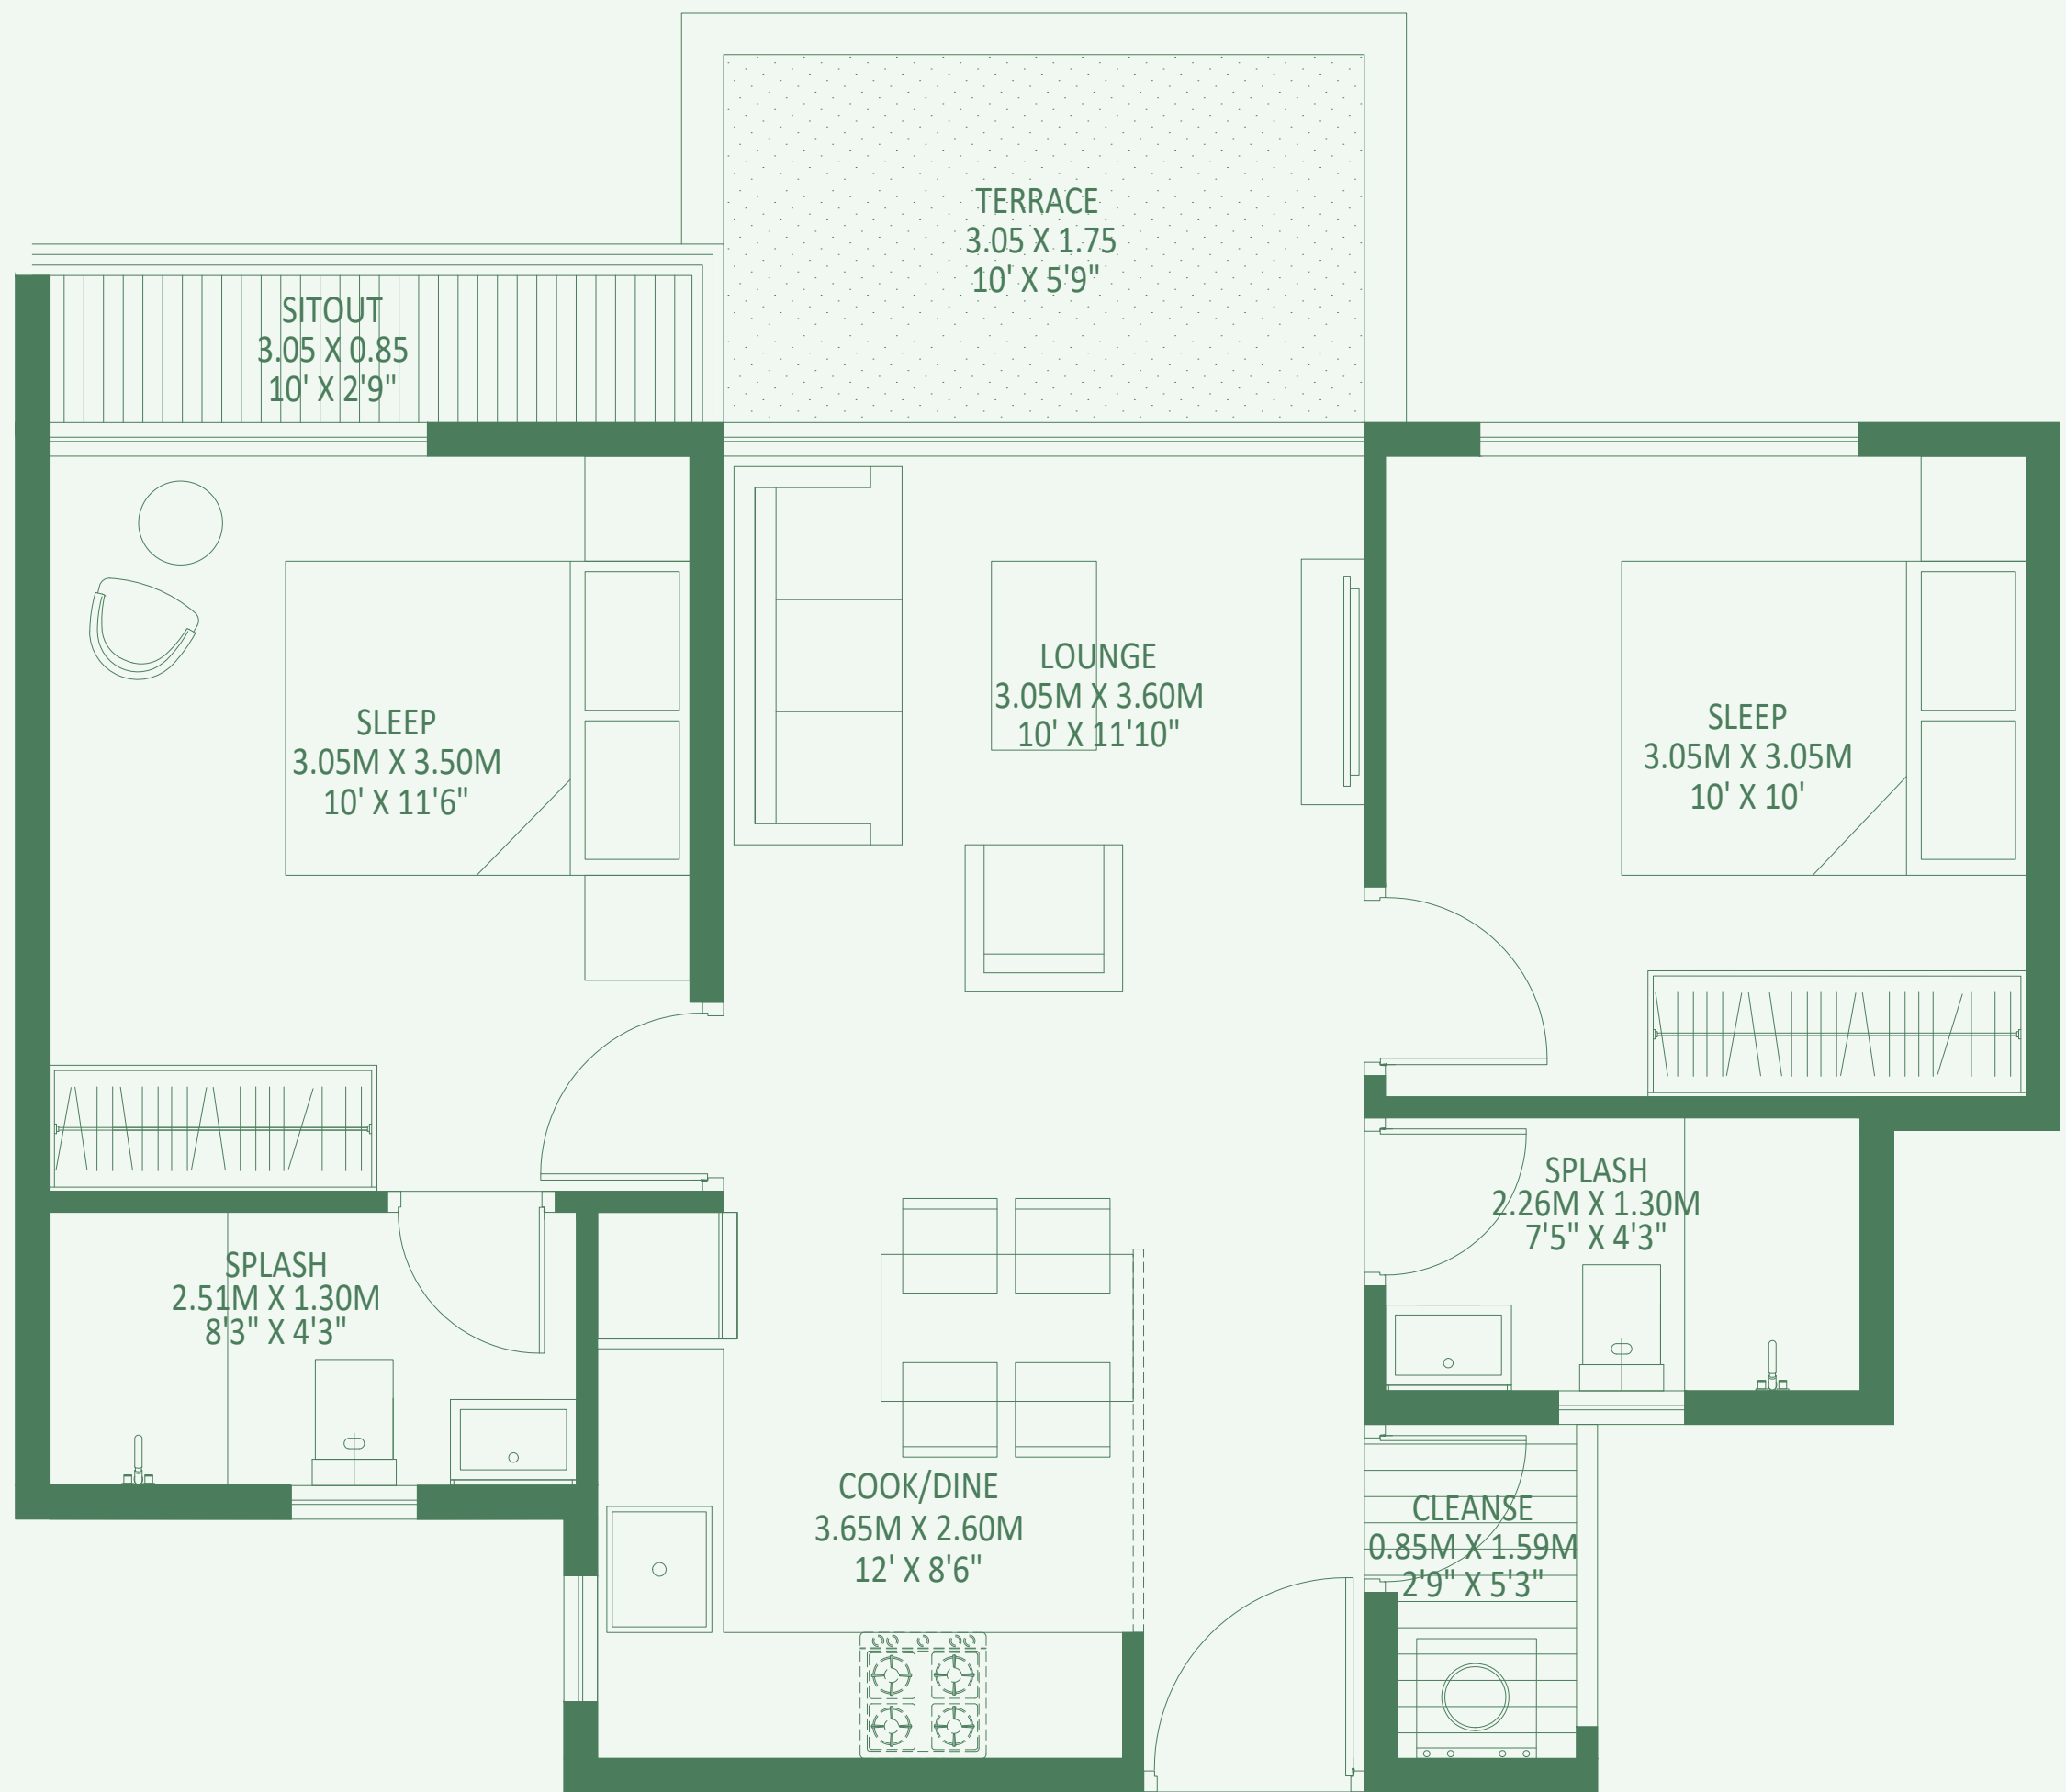 TERRACE
3.05 X 1.75
10' X 5'9"
SITOUT
3.05 X 0.85
10' X 2'9"
LOUNGE
3.05M X 3.60M
10' X 11'10"
SLEEP
3.05M X 3.50M
10' X 11'6"
SLEEP
3.05M X 3.05M
10' X 10'
SPLASH
2.26M X 1.30M
7'5" X 4'3"
SPLASH
2.51M X 1.30M
8'3" X 4'3"
COOK/DINE
3.65M X 2.60M
12' X 8'6"
CLEANSE
0.85M X 1.59M
2'9" X 5'3"